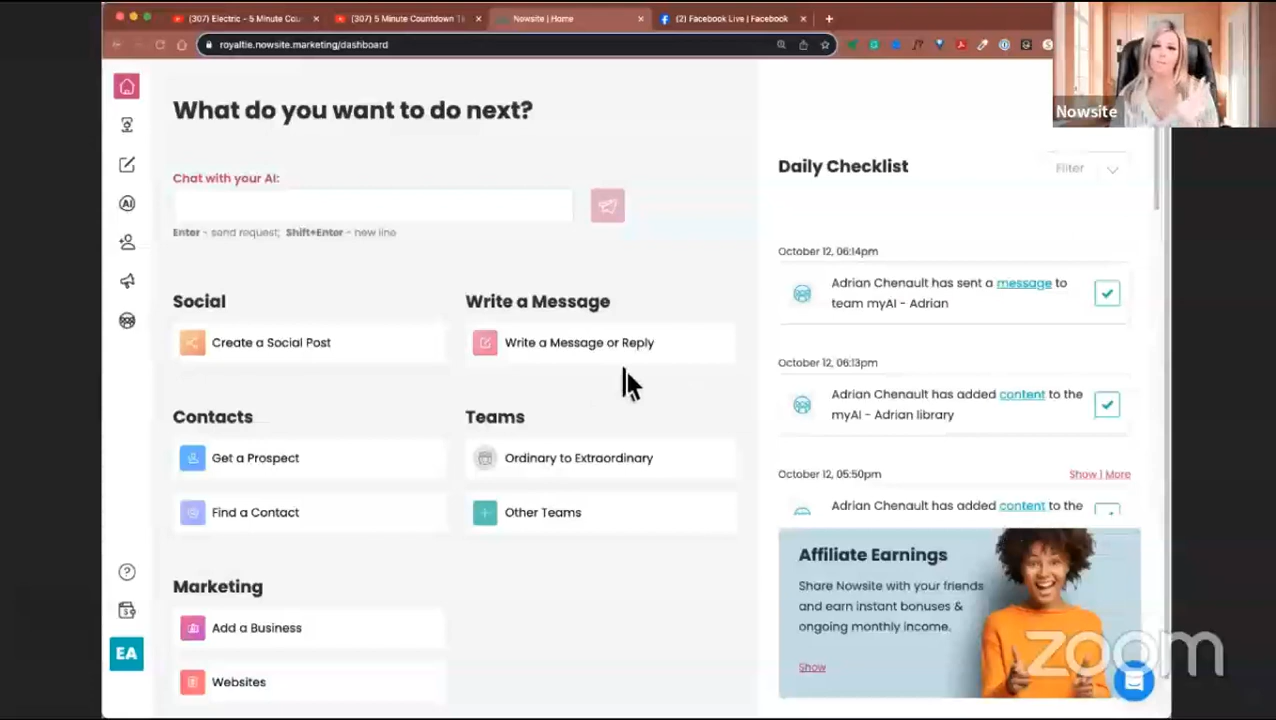 (307) Electric - 5 Minute Cou
(307) 5 Minute Countdown Ti
Nowsite | Home
(2) Facebook Live | Facebook
royaltie.nowsite.marketing/dashboard
Nowsite
What do you want to do next?
Chat with your AI:
Enter - send request; Shift+Enter - new line
Social
Write a Message
Create a Social Post
Write a Message or Reply
Contacts
Teams
Get a Prospect
Ordinary to Extraordinary
Find a Contact
Other Teams
Marketing
Add a Business
Websites
AI
EA
Daily Checklist
Filter
October 12, 06:14pm
Adrian Chenault has sent a message to
team myAI - Adrian
October 12, 06:13pm
Adrian Chenault has added content to the
myAI - Adrian library
October 12, 05:50pm
Show 1 More
Adrian Chenault has added content to the
Affiliate Earnings
Share Nowsite with your friends
and earn instant bonuses &
ongoing monthly income.
Show
zoom